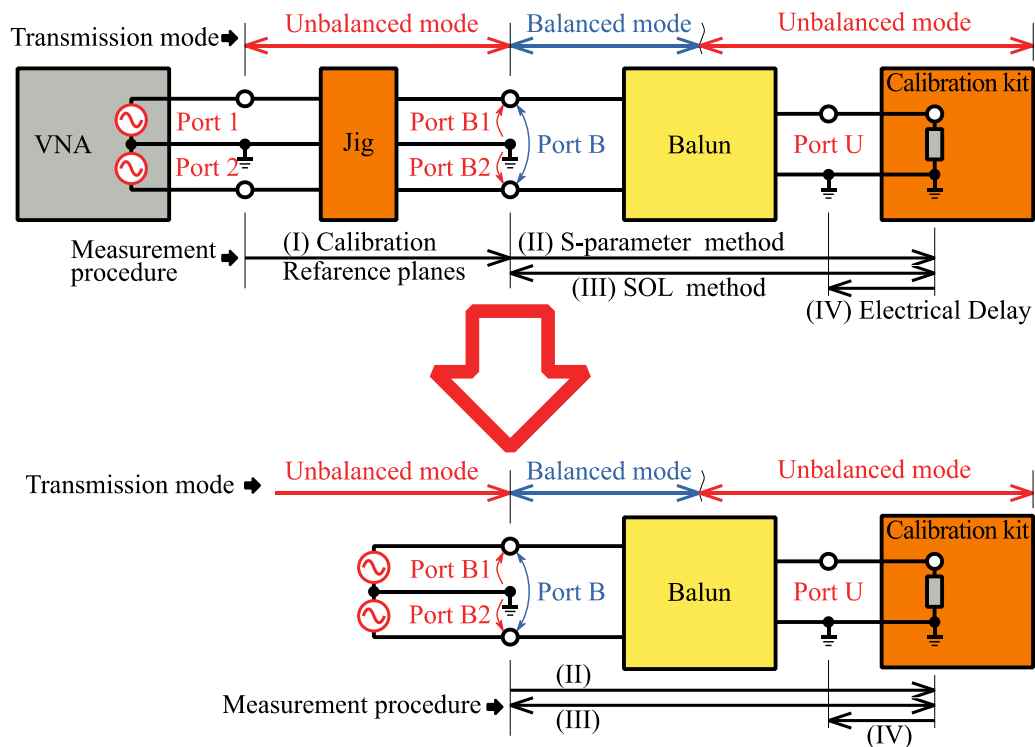 Unbalanced mode
Balanced mode
Unbalanced mode
Transmission mode
Calibration kit
Port 1
Port B1
VNA
Jig
Port B
Balun
Port U
Port 2
Port B2
Measurement
procedure
(I) Calibration
Refarence planes
(II) S-parameter method
(III) SOL method
(IV) Electrical Delay
Unbalanced mode
Balanced mode
Unbalanced mode
Transmission mode
Calibration kit
Port B1
Port B
Balun
Port U
Port B2
(II)
Measurement procedure
(III)
(IV)